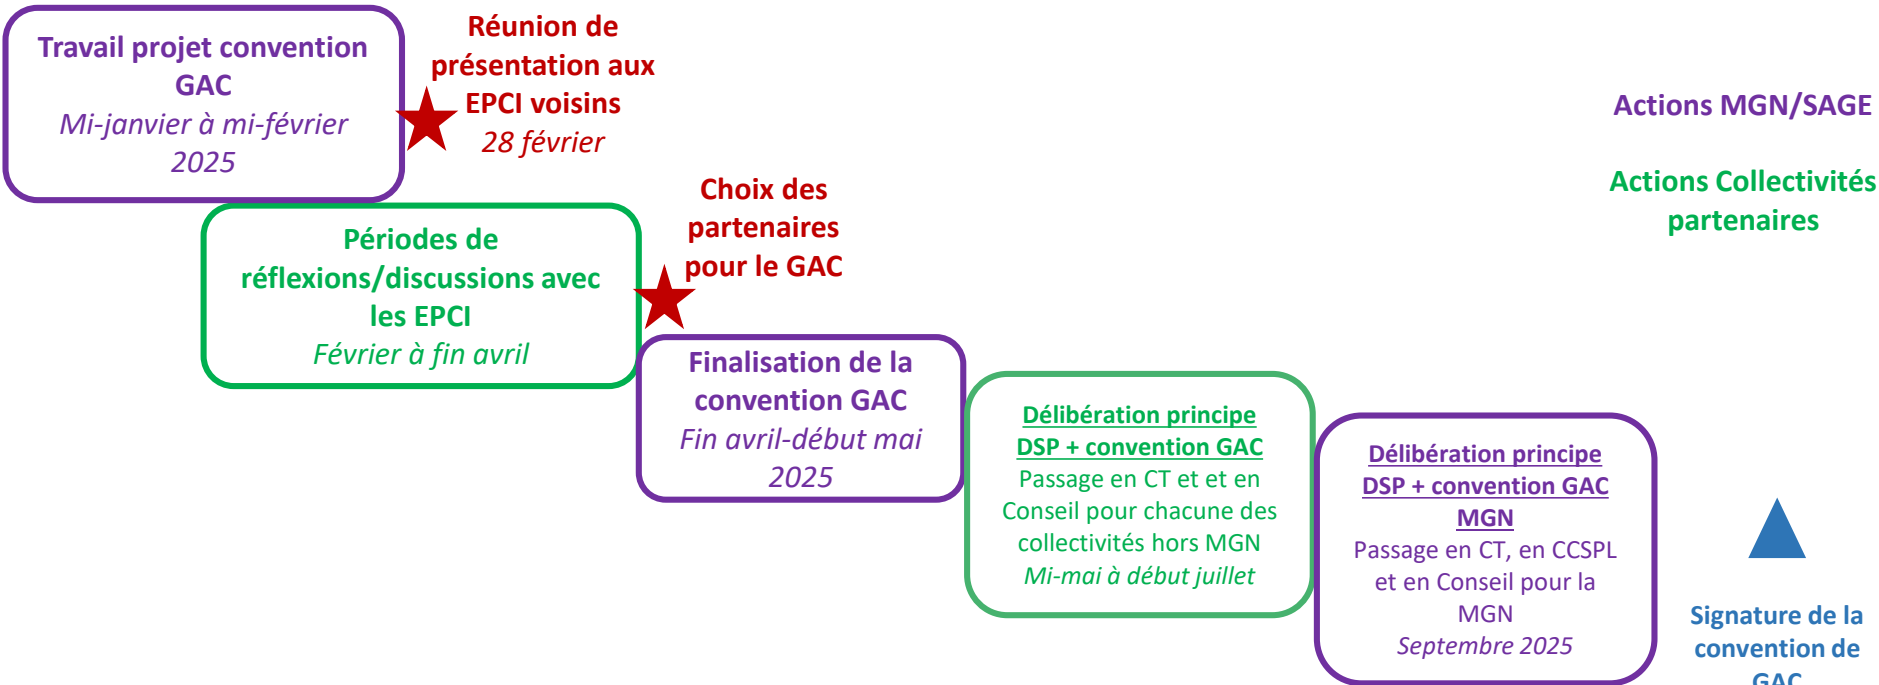 Travail projet convention
GAC
Mi-janvier à mi-février
2025
Réunion de
présentation aux
EPCI voisins
28 février
Actions MGN/SAGE
Actions Collectivités
partenaires
Périodes de
réflexions/discussions avec
les EPCI
Février à fin avril
Choix des
partenaires
pour le GAC
Finalisation de la
convention GAC
Fin avril-début mai
2025
Délibération principe
DSP + convention GAC
Passage en CT et et en
Conseil pour chacune des
collectivités hors MGN
Mi-mai à début juillet
Délibération principe
DSP + convention GAC
MGN
Passage en CT, en CCSPL
et en Conseil pour la
MGN
Septembre 2025
Signature de la
convention de
GAC